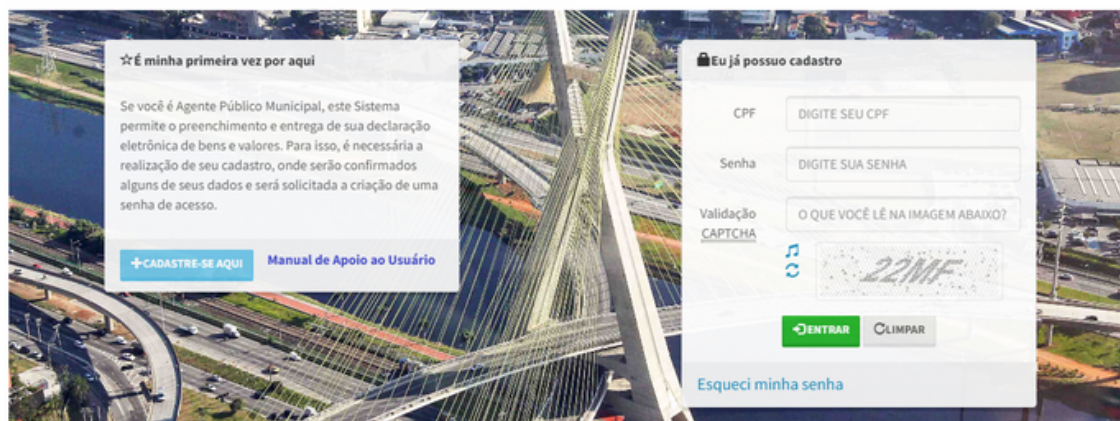 É minha primeira vez por aqui
Se você é Agente Público Municipal, este Sistema
permite o preenchimento e entrega de sua declaração
eletrônica de bens e valores. Para isso, é necessária a
realização de seu cadastro, onde serão confirmados
alguns de seus dados e será solicitada a criação de uma
senha de acesso.
CADASTRE-SE AQUI Manual de Apoio ao Usuário
Eu já possuo cadastro
CPF DIGITE SEU CPF
Senha DIGITE SUA SENHA
Validação O QUE VOCÊ LÊ NA IMAGEM ABAIXO?
CAPTCHA
22MF
ENTRAR LIMPAR
Esqueci minha senha